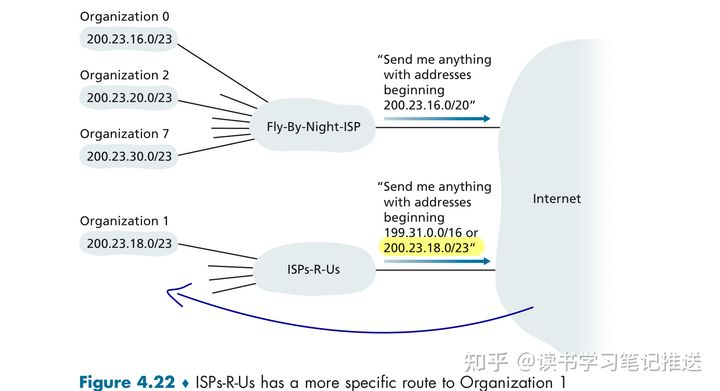 Organization 0
200.23.16.0/23
Organization 2
200.23.20.0/23
Organization 7
200.23.30.0/23
Fly-By-Night-ISP
“Send me anything
with addresses
beginning
200.23.16.0/20”
Organization 1
200.23.18.0/23
ISPs-R-Us
“Send me anything
with addresses
beginning
199.31.0.0/16 or
200.23.18.0/23”
Internet
知乎 @读书学习笔记推送
Figure 4.22 ♦ ISPs-R-Us has a more specific route to Organization 1